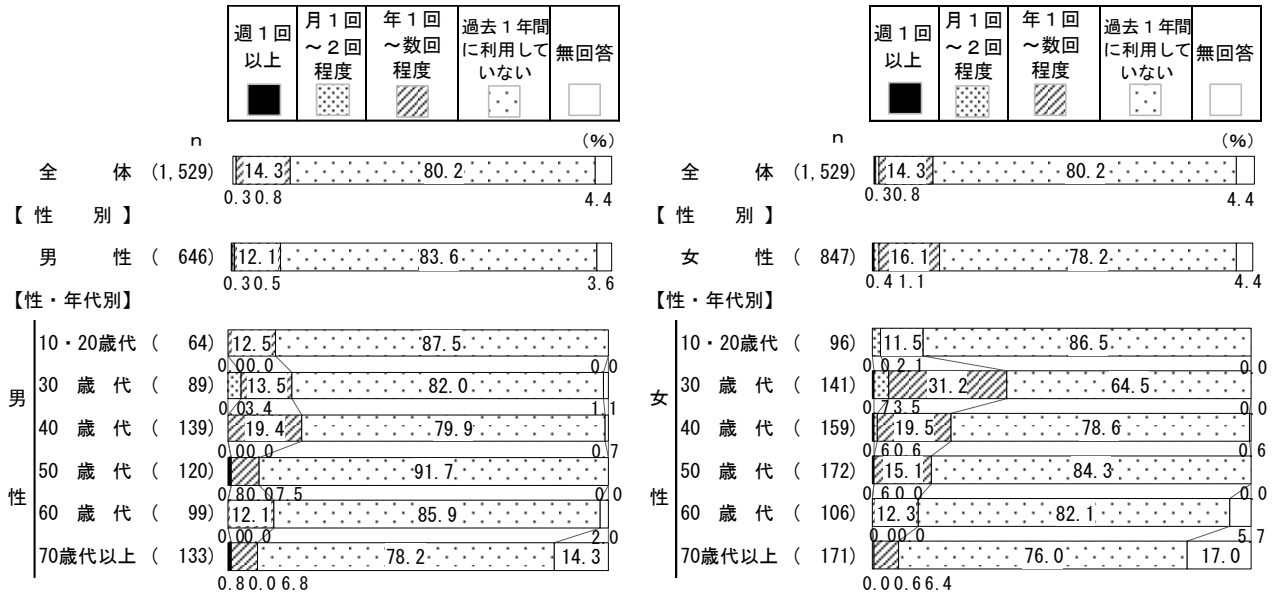 週１回以上 月１回～２回程度 年１回～数回程度 過去１年間に利用していない 無回答
n (%)
全体 (1,529) 14.3 80.2
0.3 0.8 4.4
【性別】
男性 ( 646) 12.1 83.6
0.3 0.5 3.6
【性・年代別】
男性
10・20歳代 ( 64) 12.5 87.5
0.0 0.0 0.0
30歳代 ( 89) 13.5 82.0
0.0 3.4 1.1
40歳代 ( 139) 19.4 79.9
0.0 0.0 0.7
50歳代 ( 120) 91.7
0.8 0.0 7.5 0.0
60歳代 ( 99) 12.1 85.9
0.0 0.0 2.0
70歳代以上 ( 133) 78.2 14.3
0.8 0.0 6.8
週１回以上 月１回～２回程度 年１回～数回程度 過去１年間に利用していない 無回答
n (%)
全体 (1,529) 14.3 80.2
0.3 0.8 4.4
【性別】
女性 ( 847) 16.1 78.2
0.4 1.1 4.4
【性・年代別】
女性
10・20歳代 ( 96) 11.5 86.5
0.0 2.1 0.0
30歳代 ( 141) 31.2 64.5
0.7 3.5 0.0
40歳代 ( 159) 19.5 78.6
0.6 0.6 0.6
50歳代 ( 172) 15.1 84.3
0.6 0.0 0.0
60歳代 ( 106) 12.3 82.1
0.0 0.0 5.7
70歳代以上 ( 171) 76.0 17.0
0.0 0.6 6.4